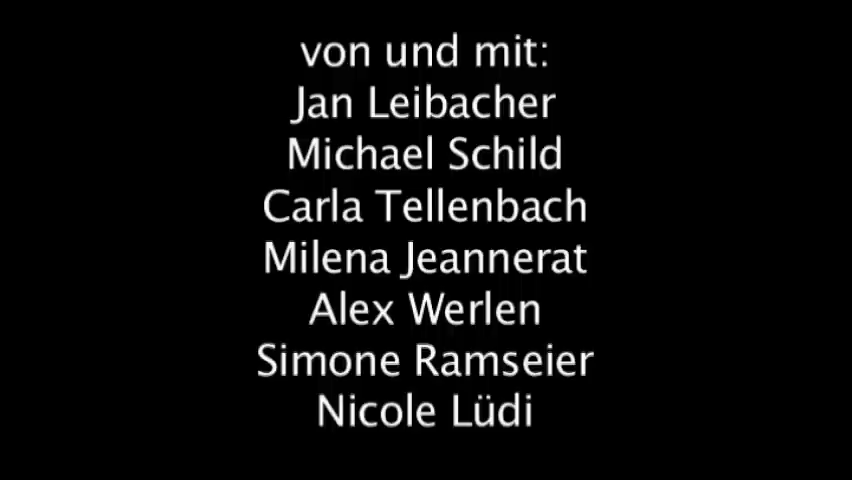 von und mit:
Jan Leibacher
Michael Schild
Carla Tellenbach
Milena Jeannerat
Alex Werlen
Simone Ramseier
Nicole Lüdi